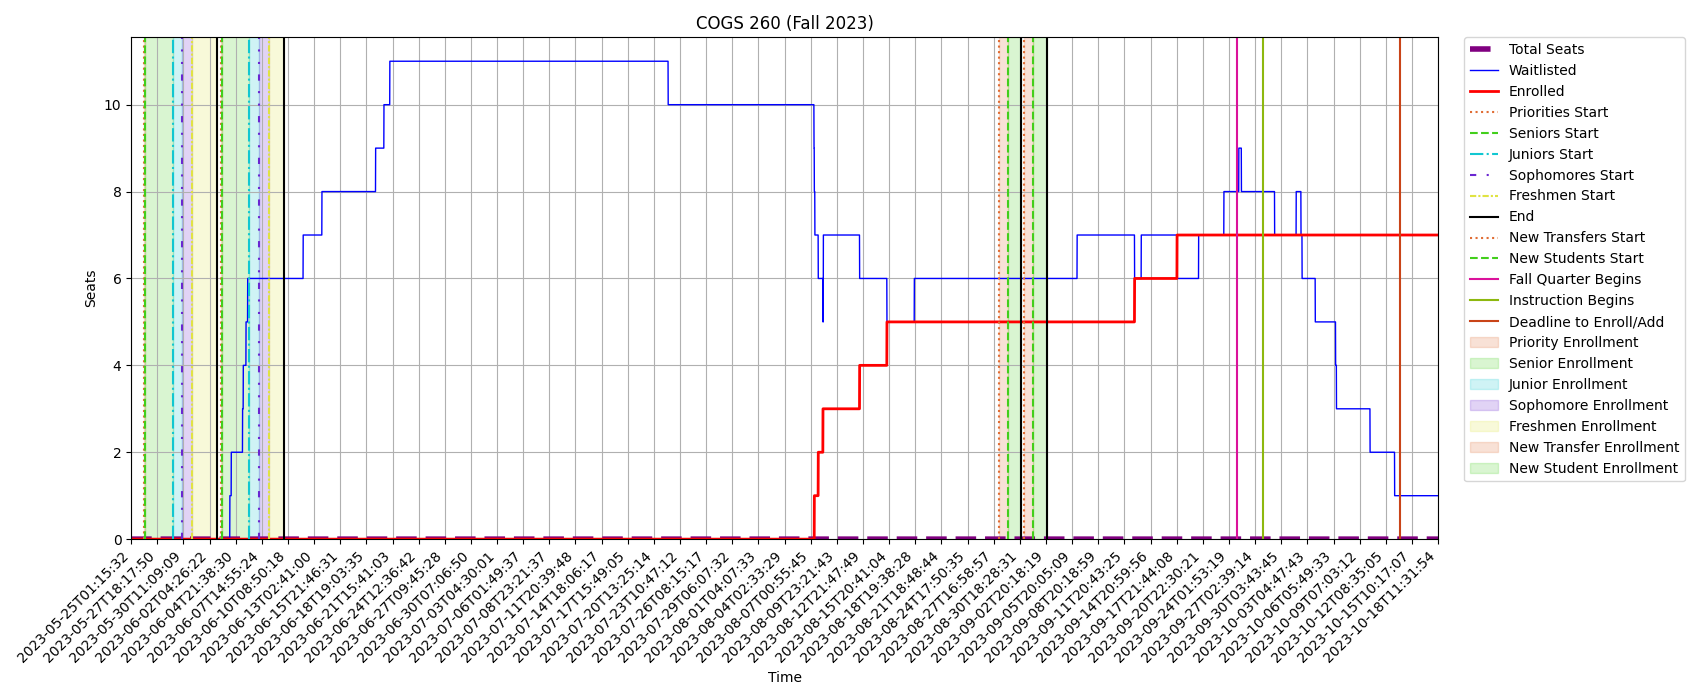 COGS 260 (Fall 2023)
Seats
10
8
6
4
2
0
2023-05-25T01:15:32
2023-05-27T18:17:50
2023-05-30T11:09:09
2023-06-02T04:26:22
2023-06-04T21:38:30
2023-06-07T14:55:24
2023-06-10T08:50:18
2023-06-13T02:41:00
2023-06-15T21:46:31
2023-06-18T19:03:35
2023-06-21T15:41:03
2023-06-24T12:36:42
2023-06-27T09:45:28
2023-06-30T07:06:50
2023-07-03T04:30:01
2023-07-06T01:49:37
2023-07-08T23:21:37
2023-07-11T20:39:48
2023-07-14T18:06:17
2023-07-17T15:49:05
2023-07-20T13:25:14
2023-07-23T10:47:12
2023-07-26T08:15:17
2023-07-29T06:07:32
2023-08-01T04:07:33
2023-08-04T02:33:29
2023-08-07T00:55:45
2023-08-09T23:21:43
2023-08-12T21:47:49
2023-08-15T20:41:04
2023-08-18T19:38:28
2023-08-21T18:48:44
2023-08-24T17:50:35
2023-08-27T16:58:57
2023-08-30T18:28:31
2023-09-02T20:18:19
2023-09-05T20:05:09
2023-09-08T20:18:59
2023-09-11T20:43:25
2023-09-14T20:59:56
2023-09-17T21:44:08
2023-09-20T22:30:21
2023-09-24T01:53:19
2023-09-27T02:39:14
2023-09-30T03:43:45
2023-10-03T04:47:43
2023-10-06T05:49:33
2023-10-09T07:03:12
2023-10-12T08:35:05
2023-10-15T10:17:07
2023-10-18T11:31:54
Time
Total Seats
Waitlisted
Enrolled
Priorities Start
Seniors Start
Juniors Start
Sophomores Start
Freshmen Start
End
New Transfers Start
New Students Start
Fall Quarter Begins
Instruction Begins
Deadline to Enroll/Add
Priority Enrollment
Senior Enrollment
Junior Enrollment
Sophomore Enrollment
Freshmen Enrollment
New Transfer Enrollment
New Student Enrollment